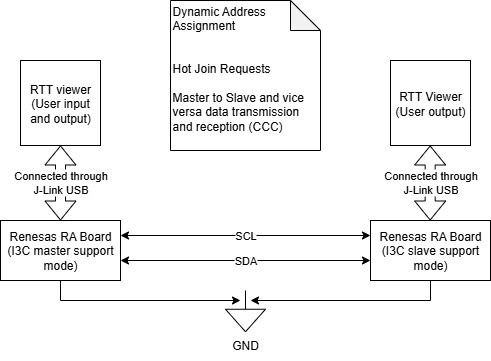 Dynamic Address
Assignment
Hot Join Requests
Master to Slave and vice
versa data transmission
and reception (CCC)
RTT viewer
(User input
and output)
RTT Viewer
(User output)
Connected through
J-Link USB
Connected through
J-Link USB
Renesas RA Board
(I3C master support
mode)
SCL
SDA
Renesas RA Board
(I3C slave support
mode)
GND